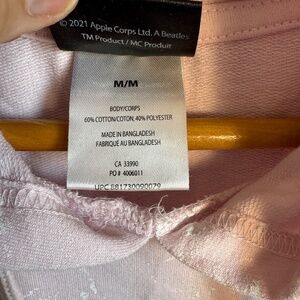 © 2021 Apple Corps Ltd. A Beatles
TM Product / MC Produit
M/M
BODY/CORPS
60% COTTON/COTON, 40% POLYESTER
MADE IN BANGLADESH
FABRIQUÉ AU BANGLADESH
CA 33990
PO # 4006011
UPC 881730090079